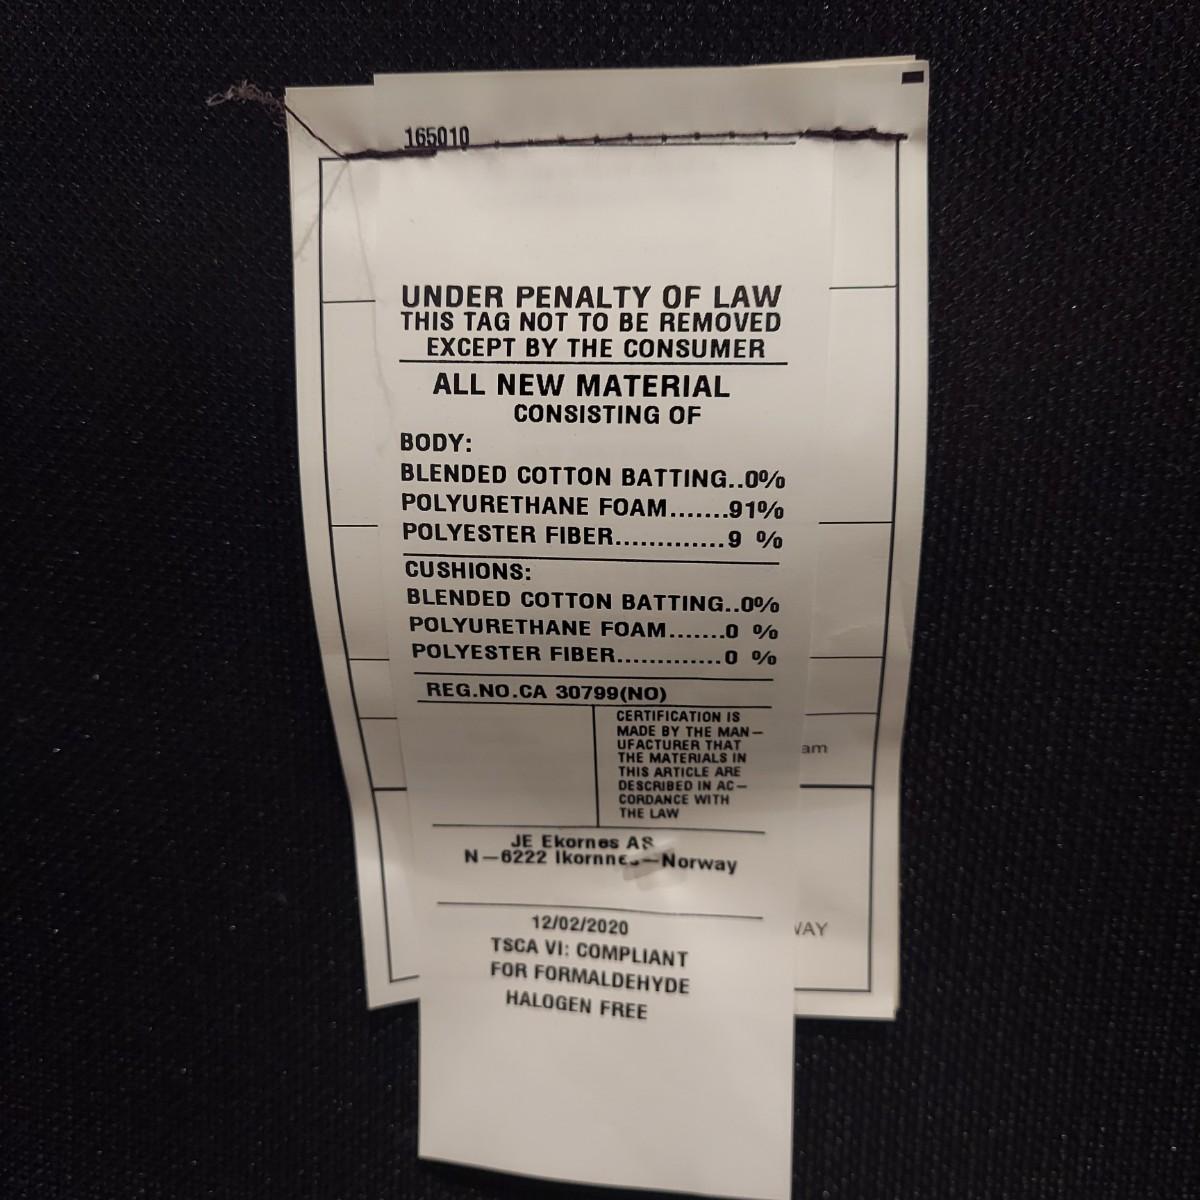 165010
UNDER PENALTY OF LAW
THIS TAG NOT TO BE REMOVED
EXCEPT BY THE CONSUMER
ALL NEW MATERIAL
CONSISTING OF
BODY:
BLENDED COTTON BATTING..0%
POLYURETHANE FOAM.......91%
POLYESTER FIBER.............9 %
CUSHIONS:
BLENDED COTTON BATTING..0%
POLYURETHANE FOAM.......0 %
POLYESTER FIBER.............0 %
REG.NO.CA 30799(NO)
CERTIFICATION IS
MADE BY THE MAN—
UFACTURER THAT
THE MATERIALS IN
THIS ARTICLE ARE
DESCRIBED IN AC—
CORDANCE WITH
THE LAW
am
JE Ekornes AS
N—6222 Ikornnes—Norway
12/02/2020
TSCA VI: COMPLIANT
FOR FORMALDEHYDE
HALOGEN FREE
WAY